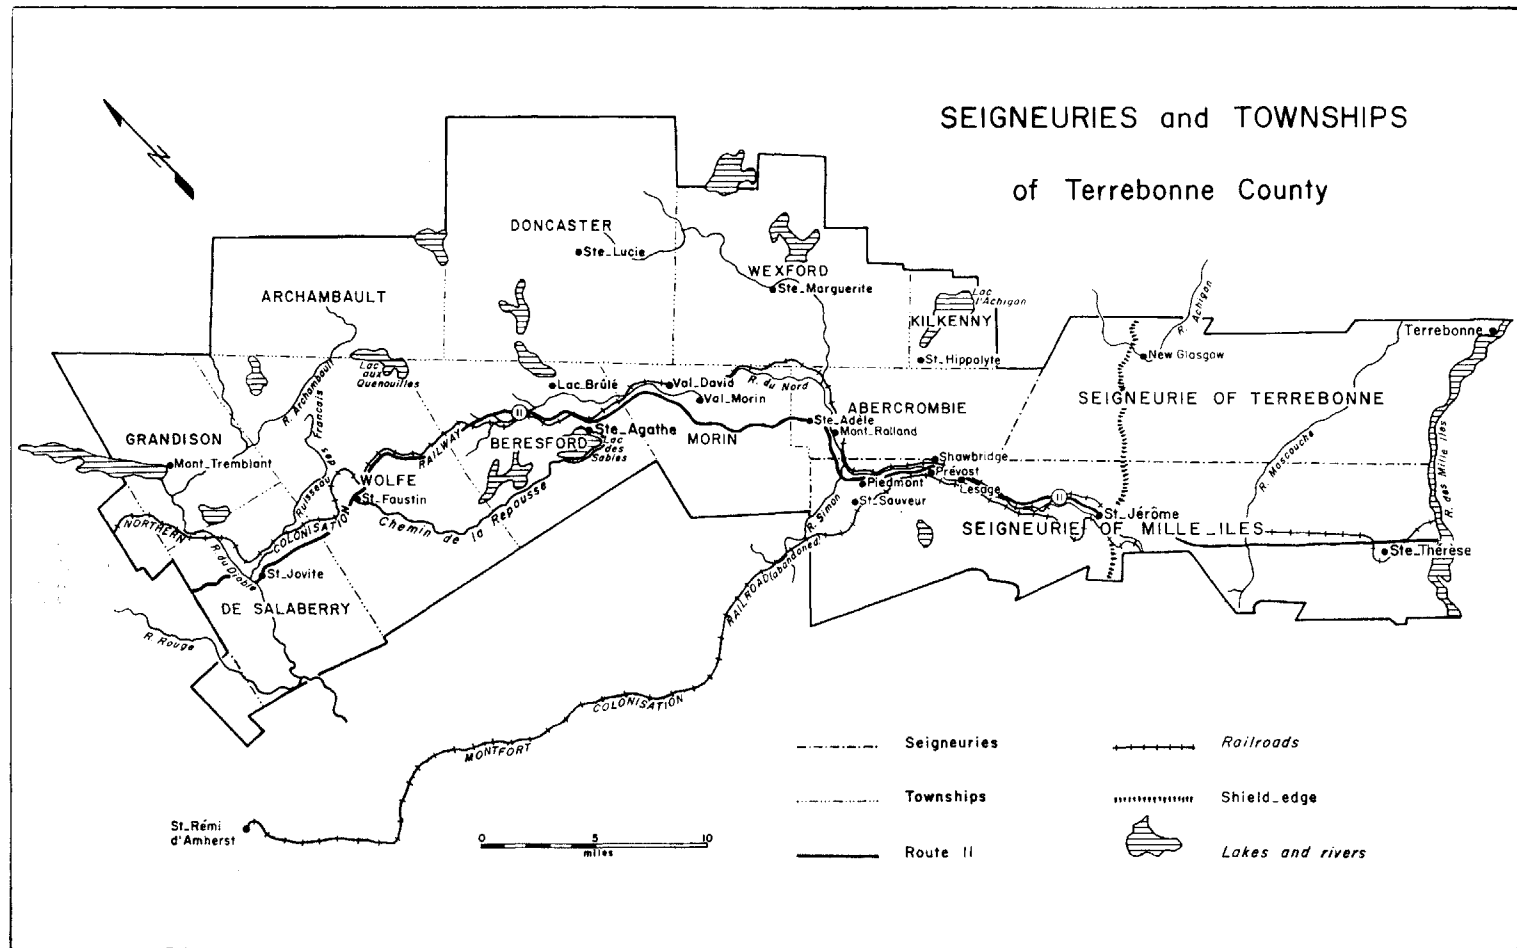 SEIGNEURIES and TOWNSHIPS
of Terrebonne County
N
DONCASTER
Ste_Lucie
WEXFORD
Ste_Marguerite
ARCHAMBAULT
Lac
l'Achigan
KILKENNY
St_Hippolyte
R. Achigan
New Glasgow
Terrebonne
Lac
aux
Quenouilles
R. Archambault
Lac_Brûlé
Val_David
Val_Morin
R. du Nord
SEIGNEURIE OF TERREBONNE
ABERCROMBIE
Ste_Adèle
Mont_Rolland
GRANDISON
Mont_Tremblant
Ruisseau
Francais
WOLFE
St_Faustin
RAILWAY
11
BERESFORD
Ste_Agathe
Lac
des
Sables
MORIN
Shawbridge
Prévost
Piedmont
Lesage
St_Sauveur
R. Simon
11
St_Jérôme
R. Mascouche
R. des Mille Iles
SEIGNEURIE OF MILLE_ILES
Ste_Thérèse
NORTHERN
COLONISATION
Chemin de la Repousse
R. du Diable
St_Jovite
DE SALABERRY
R. Rouge
RAILROAD (abandoned)
COLONISATION
MONTFORT
St_Rémi
d'Amherst
0 5 10
miles
Seigneuries
Townships
Route 11
Railroads
Shield_edge
Lakes and rivers